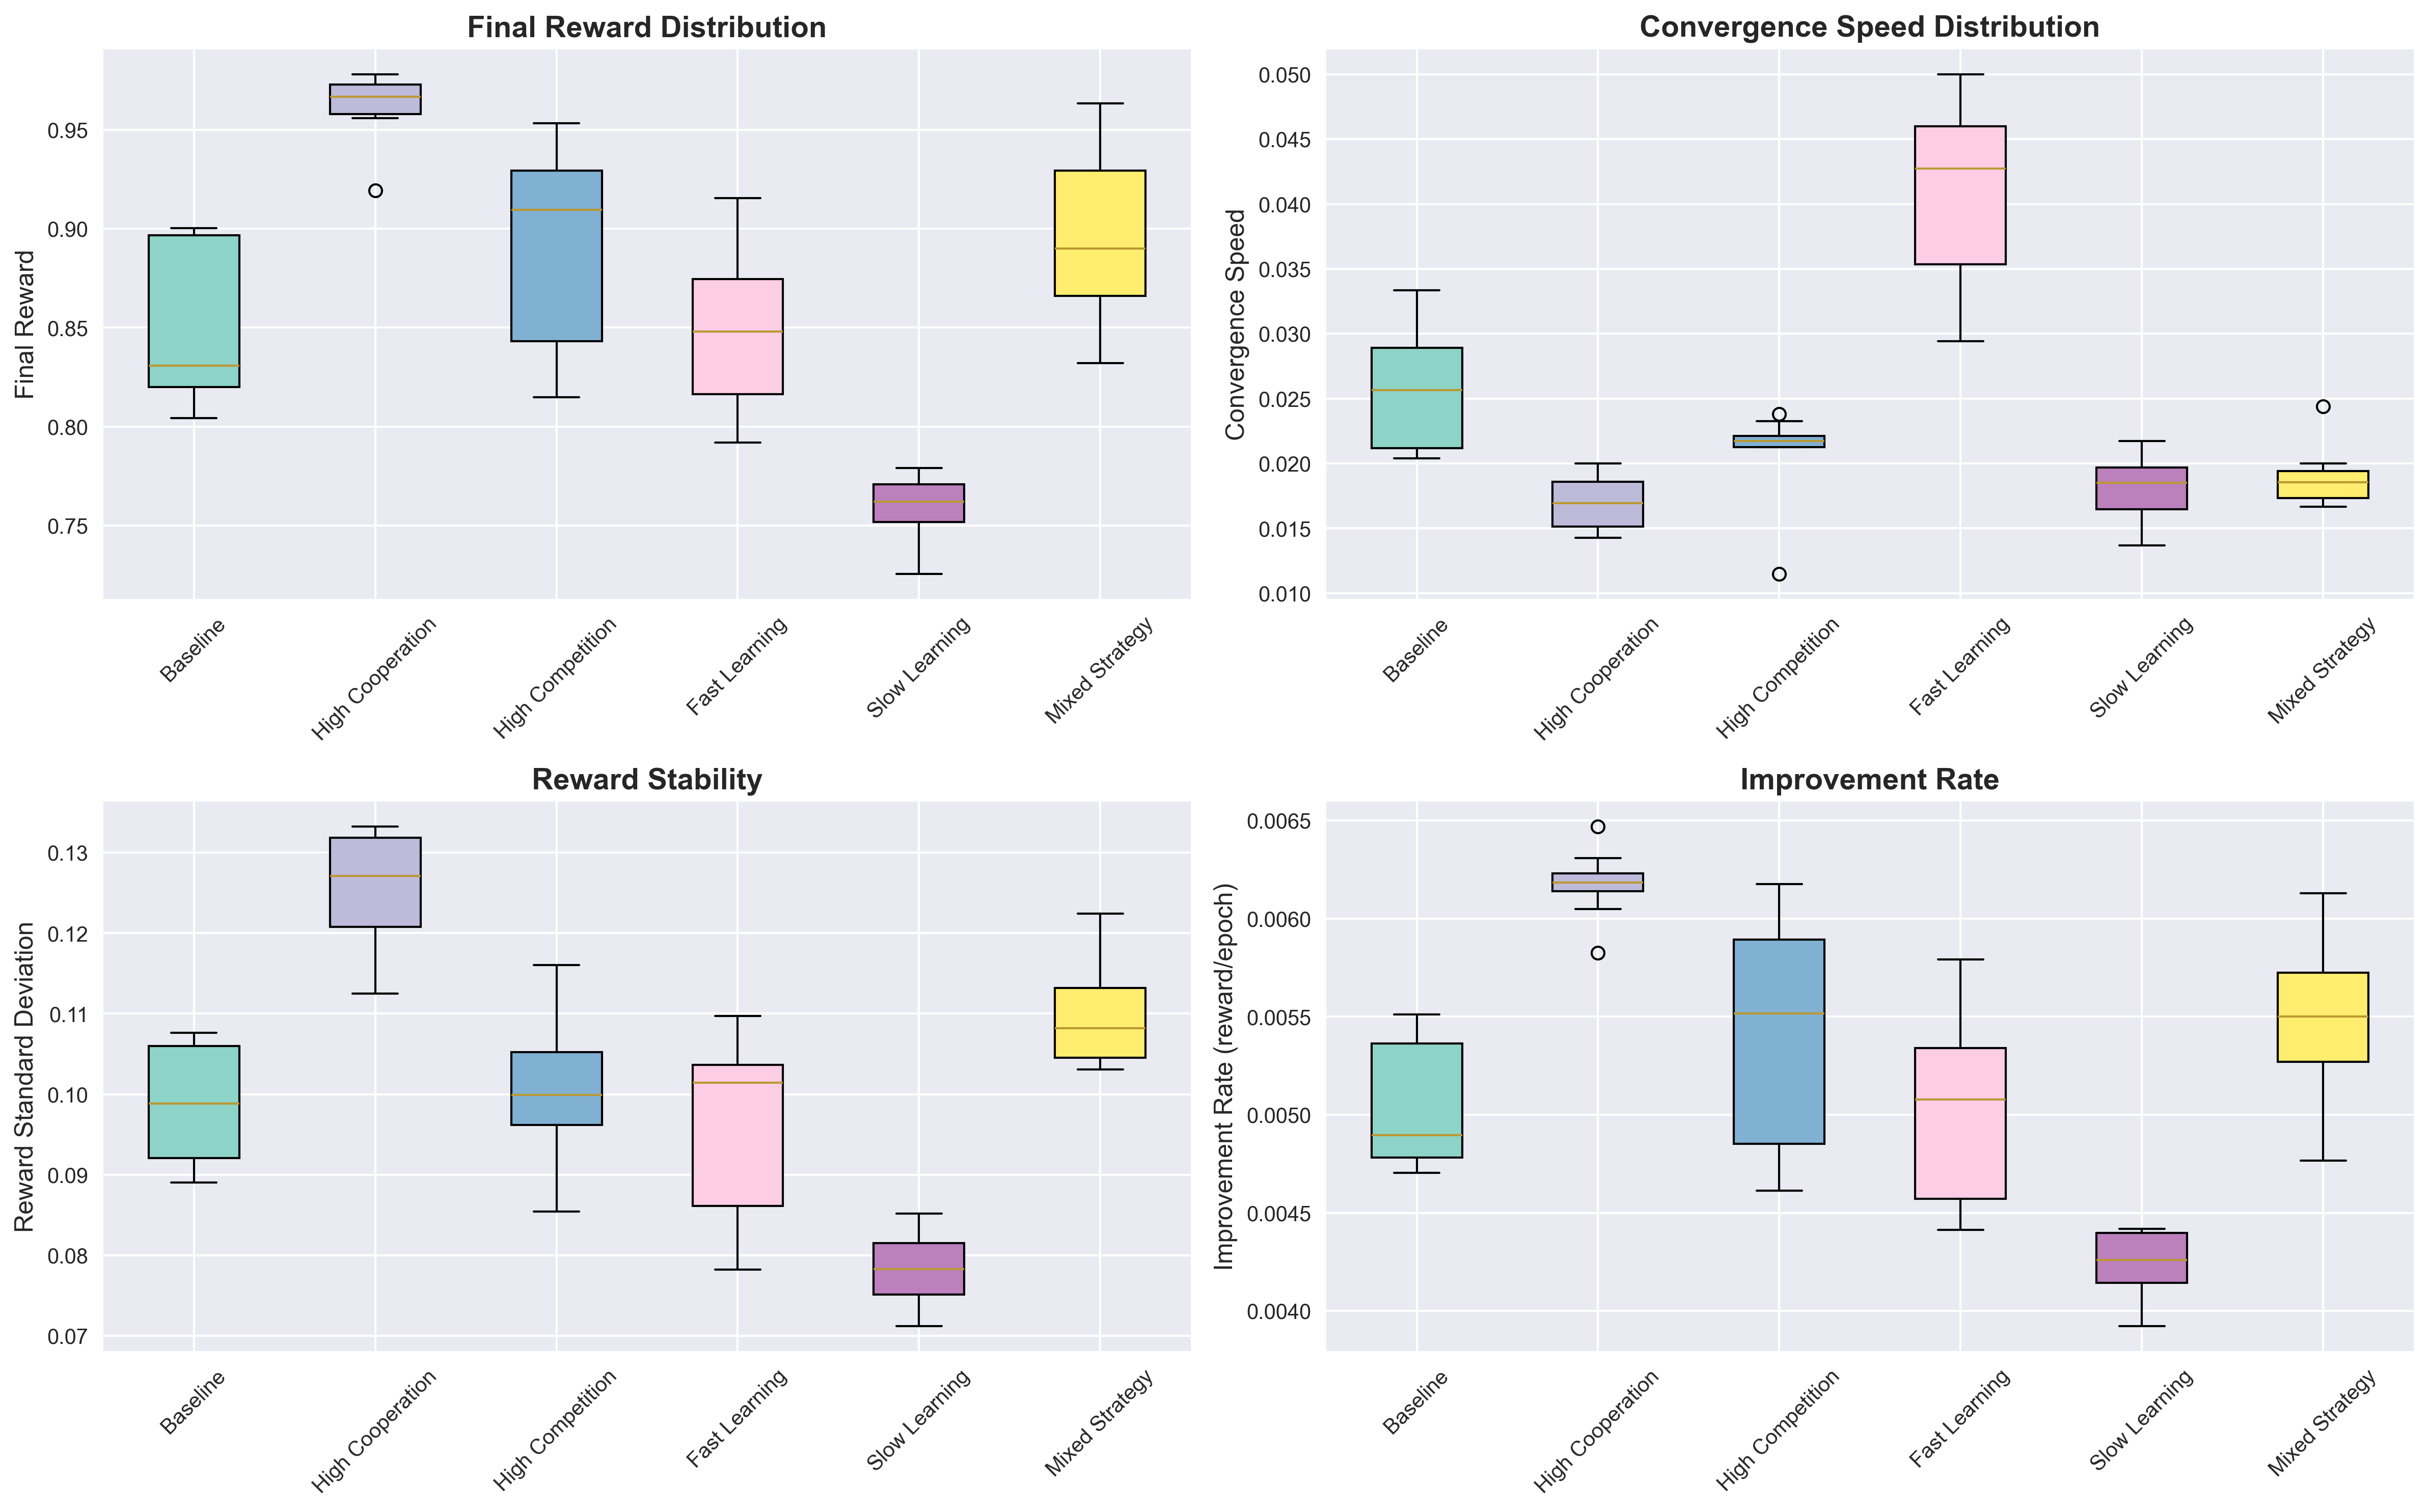 Final Reward Distribution
Final Reward
0.95
0.90
0.85
0.80
0.75
Baseline
High Cooperation
High Competition
Fast Learning
Slow Learning
Mixed Strategy
Convergence Speed Distribution
Convergence Speed
0.050
0.045
0.040
0.035
0.030
0.025
0.020
0.015
0.010
Baseline
High Cooperation
High Competition
Fast Learning
Slow Learning
Mixed Strategy
Reward Stability
Reward Standard Deviation
0.13
0.12
0.11
0.10
0.09
0.08
0.07
Baseline
High Cooperation
High Competition
Fast Learning
Slow Learning
Mixed Strategy
Improvement Rate
Improvement Rate (reward/epoch)
0.0065
0.0060
0.0055
0.0050
0.0045
0.0040
Baseline
High Cooperation
High Competition
Fast Learning
Slow Learning
Mixed Strategy